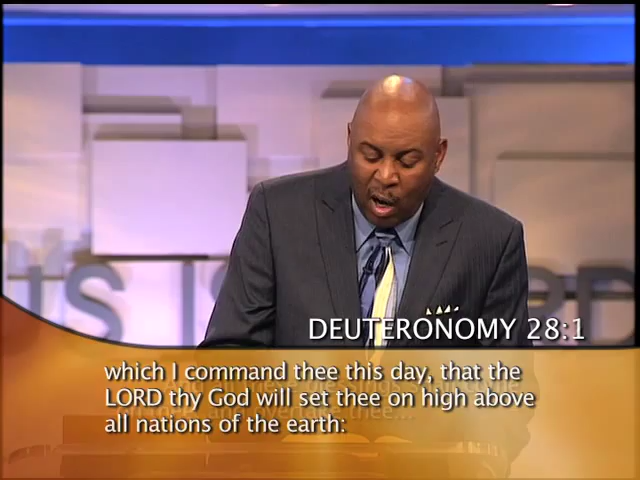 DEUTERONOMY 28:1
which I command thee this day, that the
LORD thy God will set thee on high above
all nations of the earth: